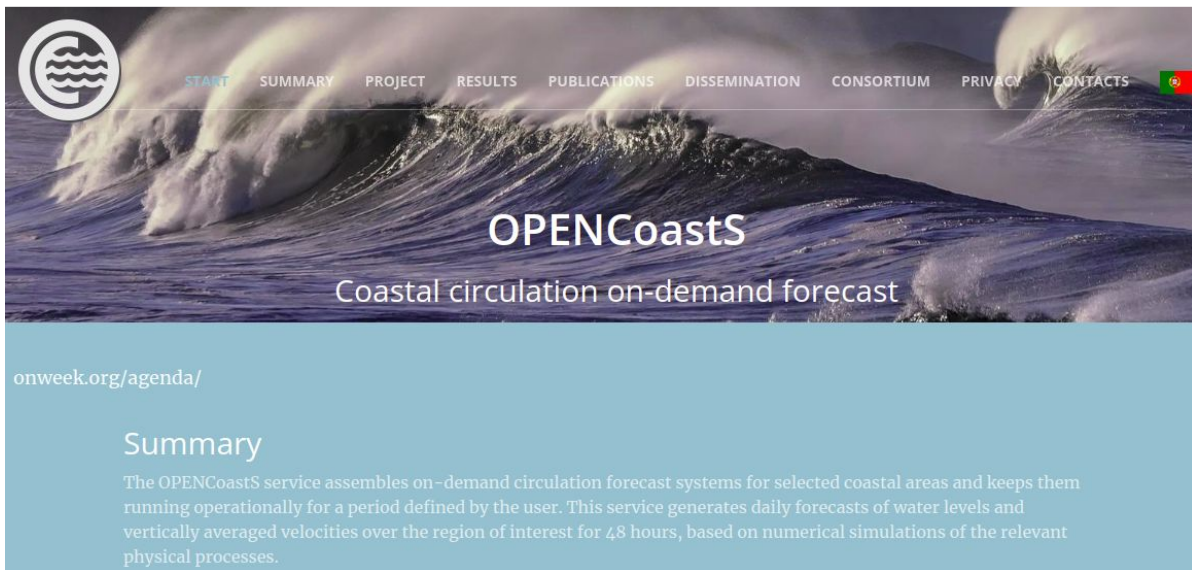 START SUMMARY PROJECT RESULTS PUBLICATIONS DISSEMINATION CONSORTIUM PRIVACY CONTACTS
OPENCoastS
Coastal circulation on-demand forecast
onweek.org/agenda/
Summary
The OPENCoastS service assembles on-demand circulation forecast systems for selected coastal areas and keeps them
running operationally for a period defined by the user. This service generates daily forecasts of water levels and
vertically averaged velocities over the region of interest for 48 hours, based on numerical simulations of the relevant
physical processes.